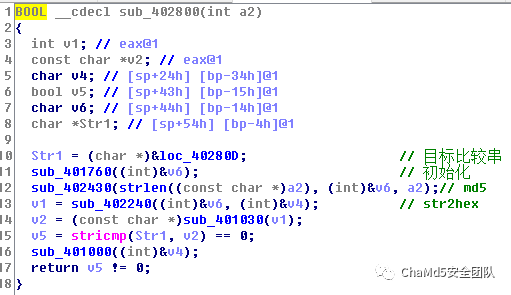 1 BOOL __cdecl sub_402800(int a2)
2 {
3 int v1; // eax@1
4 const char *v2; // eax@1
5 char v4; // [sp+24h] [bp-34h]@1
6 bool v5; // [sp+43h] [bp-15h]@1
7 char v6; // [sp+44h] [bp-14h]@1
8 char *Str1; // [sp+54h] [bp-4h]@1
9
10 Str1 = (char *)&loc_40280D; // 目标比较串
11 sub_401760((int)&v6); // 初始化
12 sub_402430(strlen((const char *)a2), (int)&v6, a2);// md5
13 v1 = sub_402240((int)&v6, (int)&v4); // str2hex
14 v2 = (const char *)sub_401030(v1);
15 v5 = stricmp(Str1, v2) == 0;
16 sub_401000((int)&v4);
17 return v5 != 0;
18 }
ChaMd5安全团队